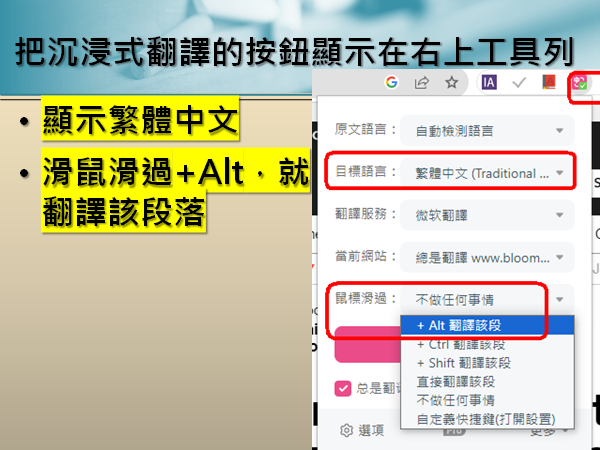 把沉浸式翻譯的按鈕顯示在右上工具列
• 顯示繁體中文
• 滑鼠滑過+Alt，就
翻譯該段落
IA
原文語言： 自動檢測語言
目標語言： 繁體中文 (Traditional ...
翻譯服務： 微软翻譯
當前網站： 總是翻譯 www.bloom...
鼠標滑過： 不做任何事情
+ Alt 翻譯該段
+ Ctrl 翻譯該段
+ Shift 翻譯該段
直接翻譯該段
不做任何事情
自定義快捷鍵(打開設置)
总是翻
選項
Pro
更多